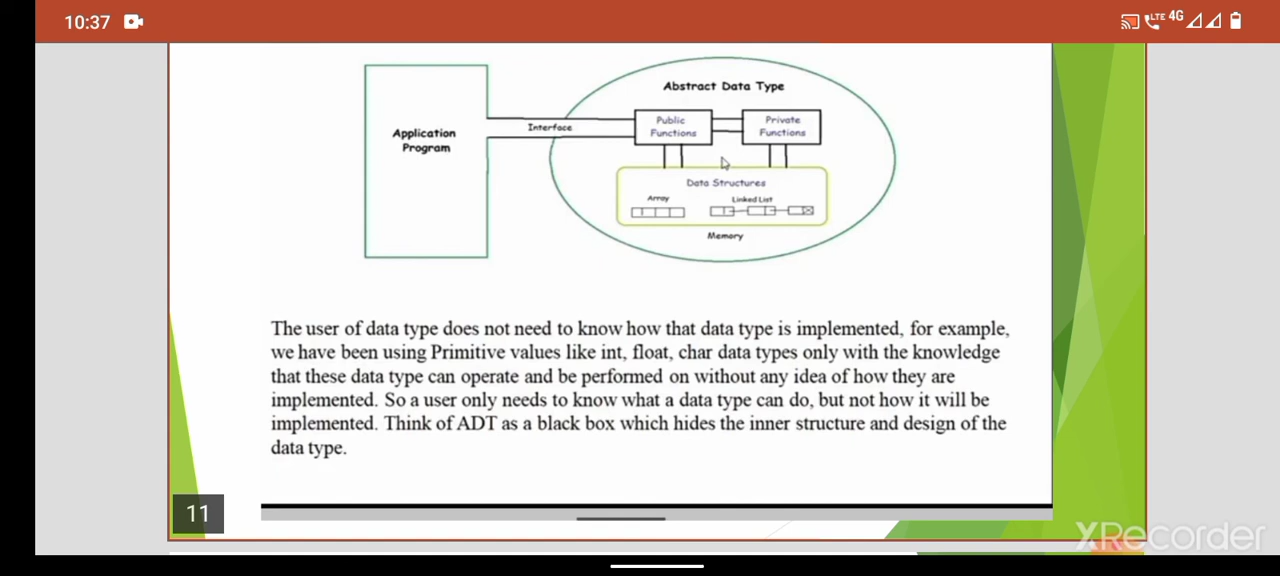 10:37
LTE 4G
Abstract Data Type
Application
Program
Interface
Public
Functions
Private
Functions
Data Structures
Array
Linked List
Memory
The user of data type does not need to know how that data type is implemented, for example,
we have been using Primitive values like int, float, char data types only with the knowledge
that these data type can operate and be performed on without any idea of how they are
implemented. So a user only needs to know what a data type can do, but not how it will be
implemented. Think of ADT as a black box which hides the inner structure and design of the
data type.
11
XRecorder